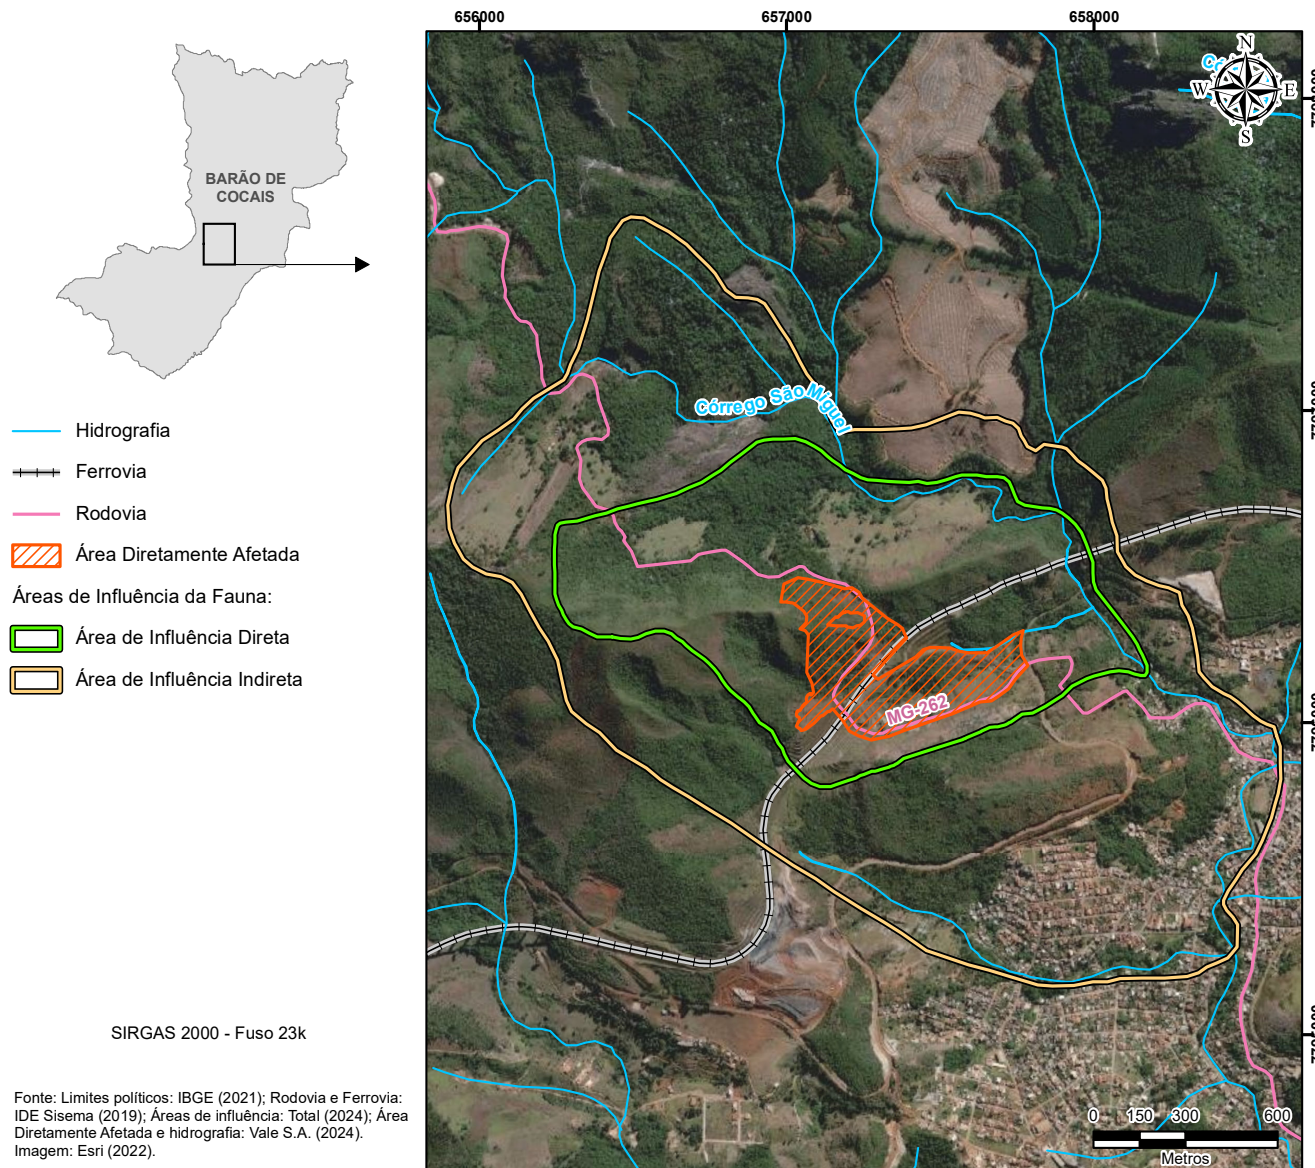 656000
657000
658000
BARÃO DE
COCAIS
N
W
E
S
Córrego São Miguel
MG-262
Hidrografia
Ferrovia
Rodovia
Área Diretamente Afetada
Áreas de Influência da Fauna:
Área de Influência Direta
Área de Influência Indireta
SIRGAS 2000 - Fuso 23k
Fonte: Limites políticos: IBGE (2021); Rodovia e Ferrovia:
IDE Sisema (2019); Áreas de influência: Total (2024); Área
Diretamente Afetada e hidrografia: Vale S.A. (2024).
Imagem: Esri (2022).
0 150 300 600
Metros